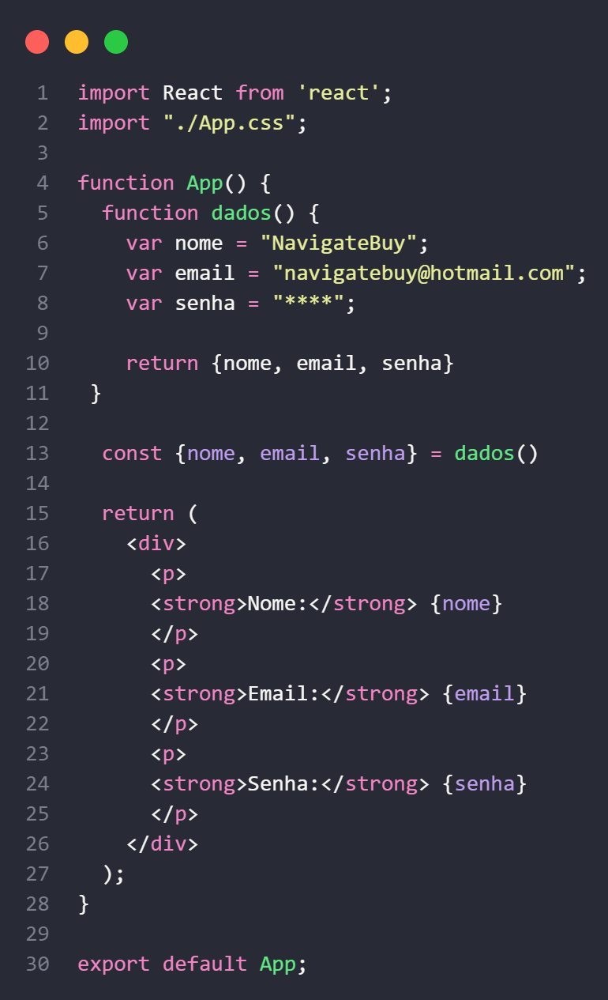 1 import React from 'react';
2 import "./App.css";
3
4 function App() {
5   function dados() {
6     var nome = "NavigateBuy";
7     var email = "navigatebuy@hotmail.com";
8     var senha = "****";
9
10     return {nome, email, senha}
11  }
12
13   const {nome, email, senha} = dados()
14
15   return (
16     <div>
17       <p>
18       <strong>Nome:</strong> {nome}
19       </p>
20       <p>
21       <strong>Email:</strong> {email}
22       </p>
23       <p>
24       <strong>Senha:</strong> {senha}
25       </p>
26     </div>
27   );
28 }
29
30 export default App;